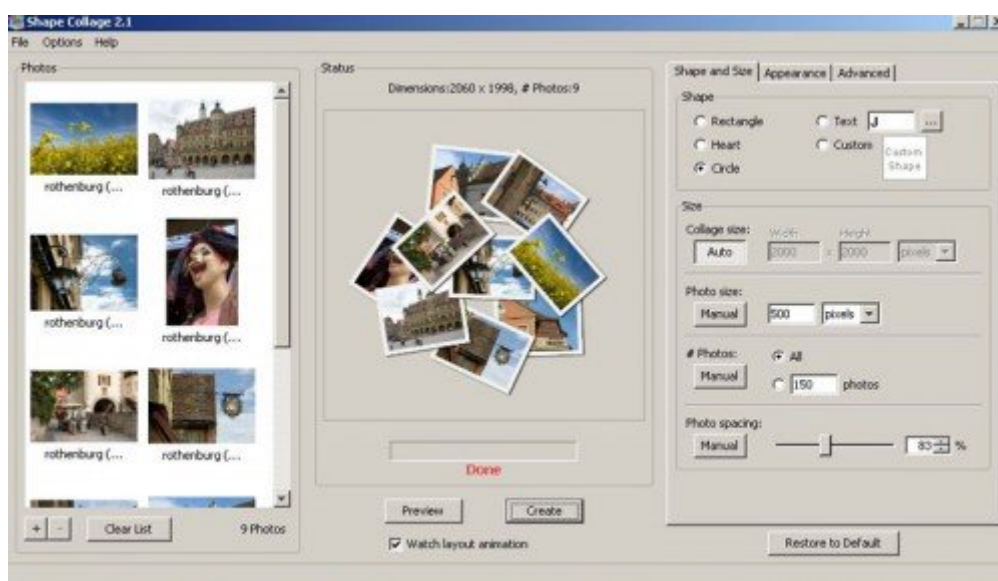 Shape Collage 2.1
File Options Help
Photos
rothenburg (...
rothenburg (...
rothenburg (...
rothenburg (...
rothenburg (...
rothenburg (...
+ - Clear List 9 Photos
Status
Dimensions:2060 x 1998, # Photos:9
Done
Preview Create
Watch layout animation
Shape and Size Appearance Advanced
Shape
Rectangle Text J ...
Heart Custom Custom Shape
Circle
Size
Collage size: Width Height
Auto 2000 x 2000 pixels
Photo size:
Manual 500 pixels
# Photos: All
Manual 150 photos
Photo spacing:
Manual 83 %
Restore to Default